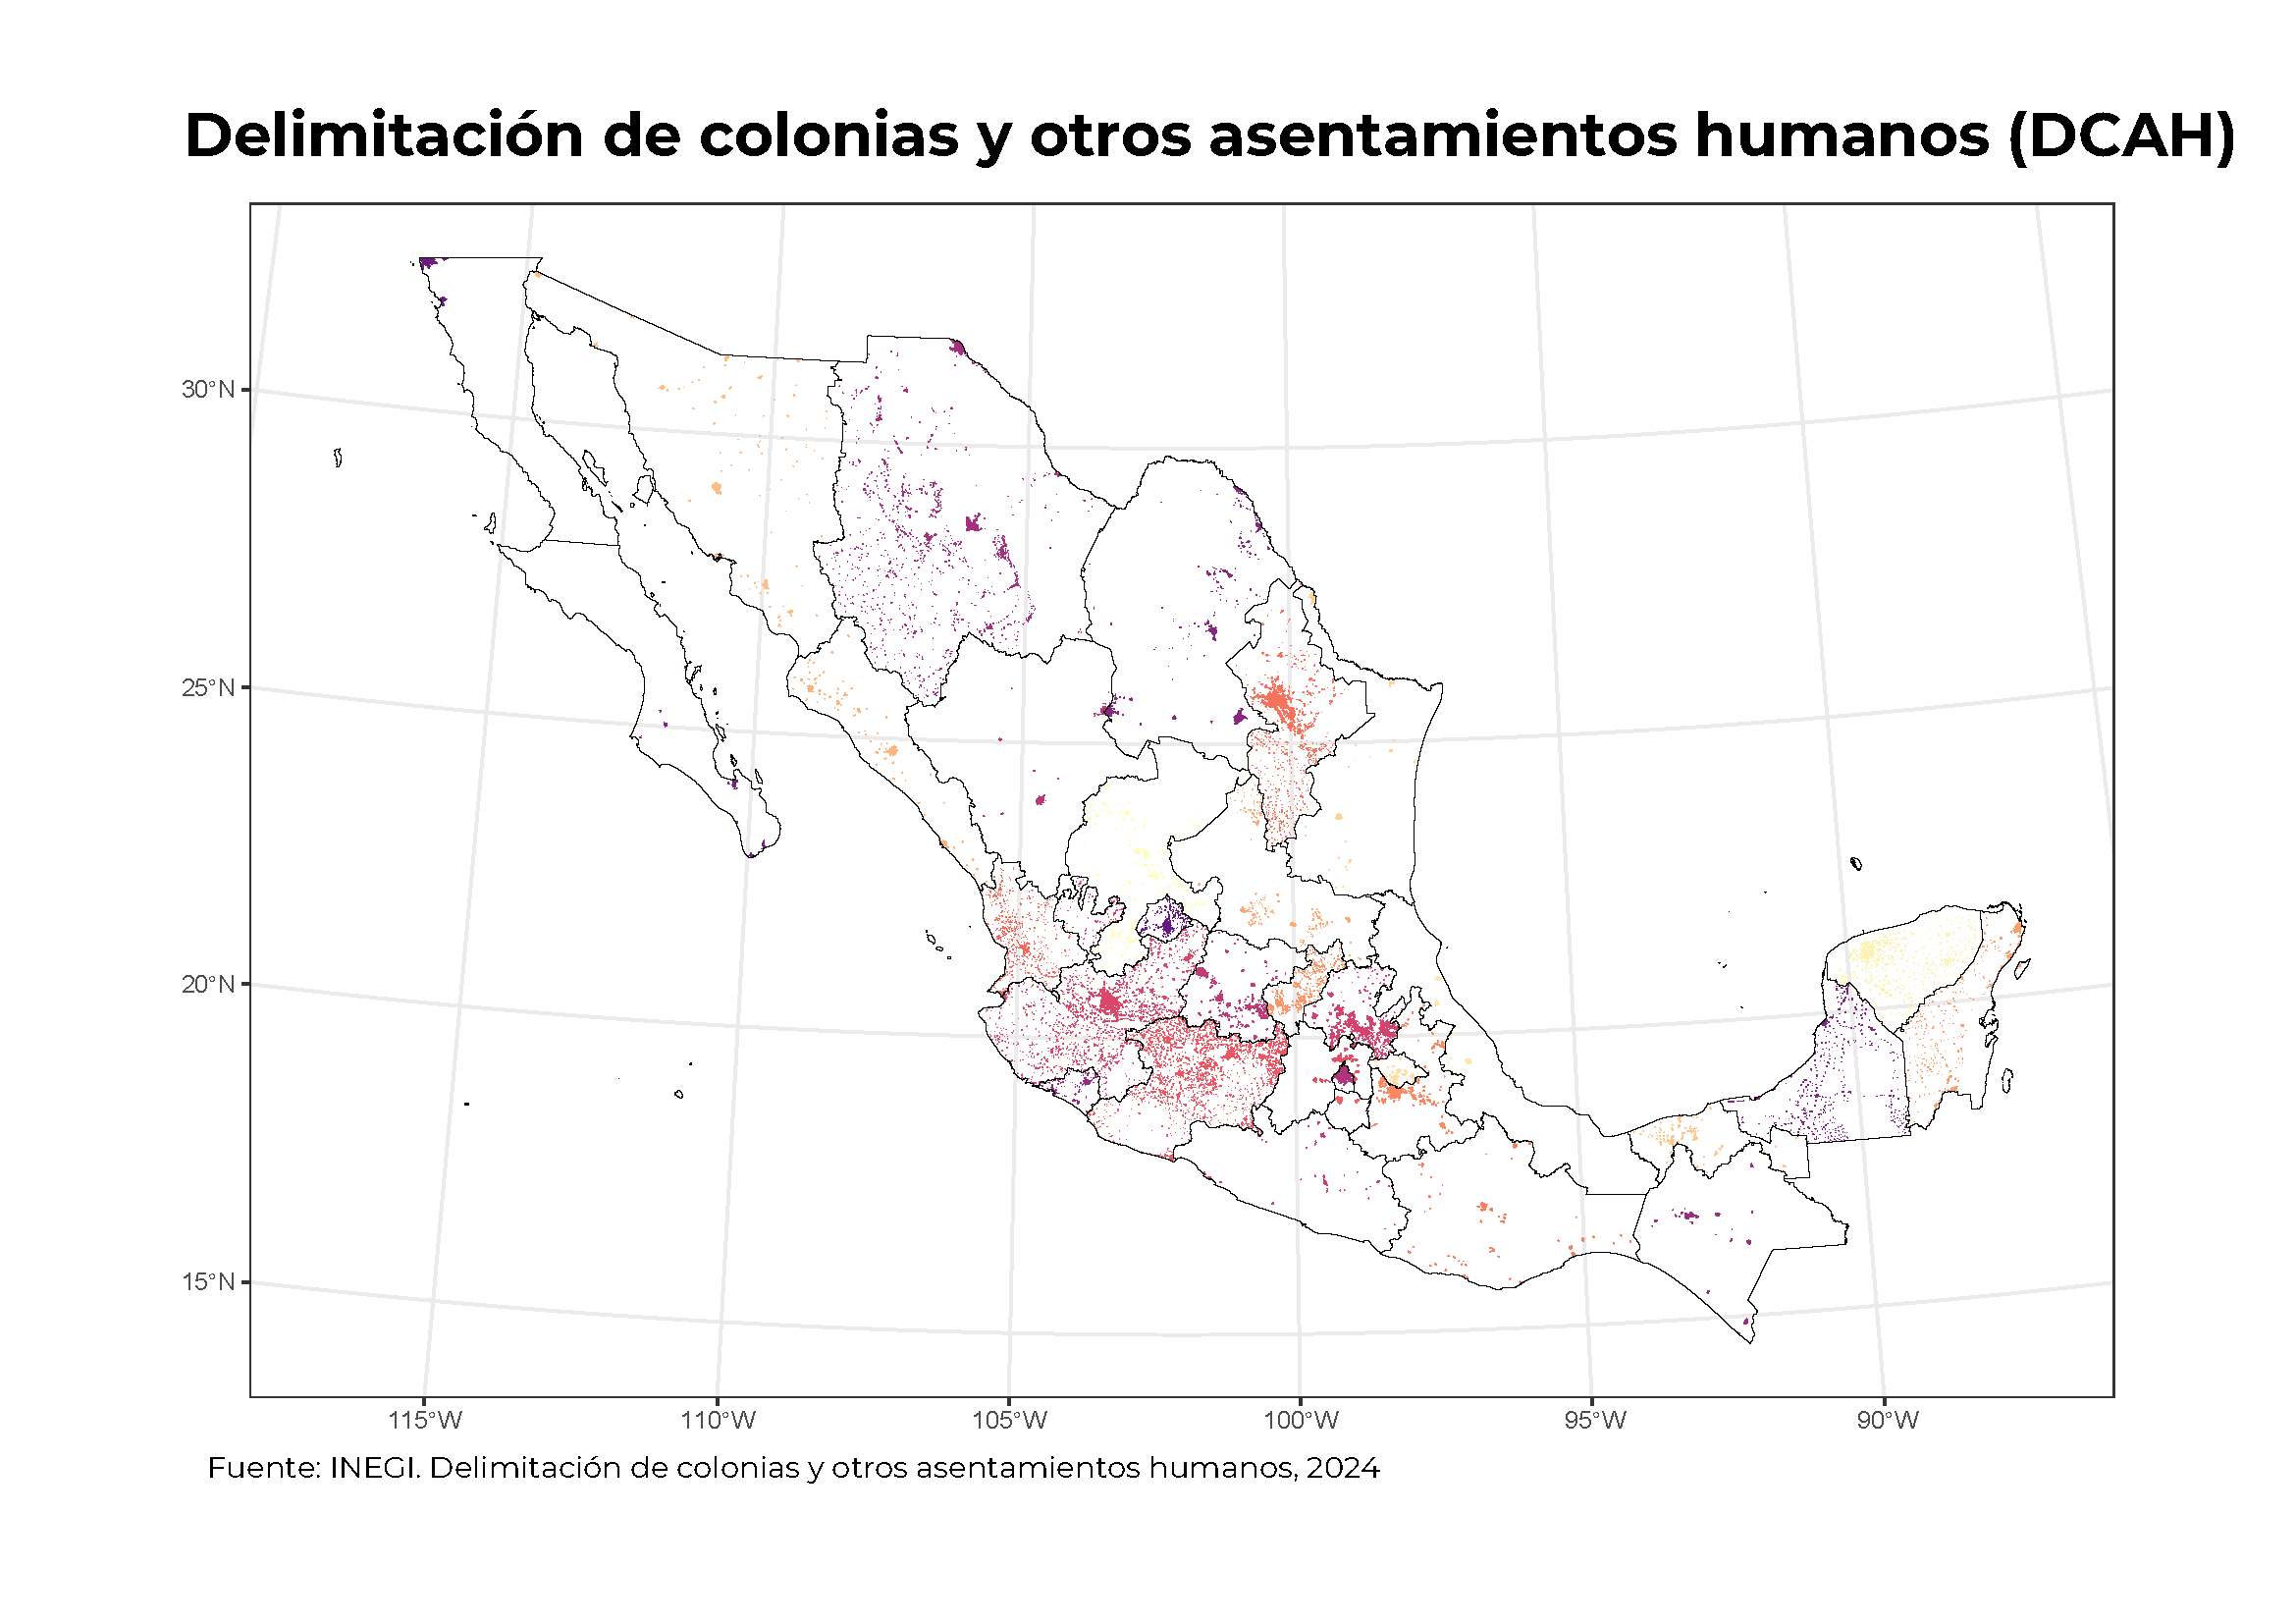 Delimitación de colonias y otros asentamientos humanos (DCAH)
30°N
25°N
20°N
15°N
115°W
110°W
105°W
100°W
95°W
90°W
Fuente: INEGI. Delimitación de colonias y otros asentamientos humanos, 2024